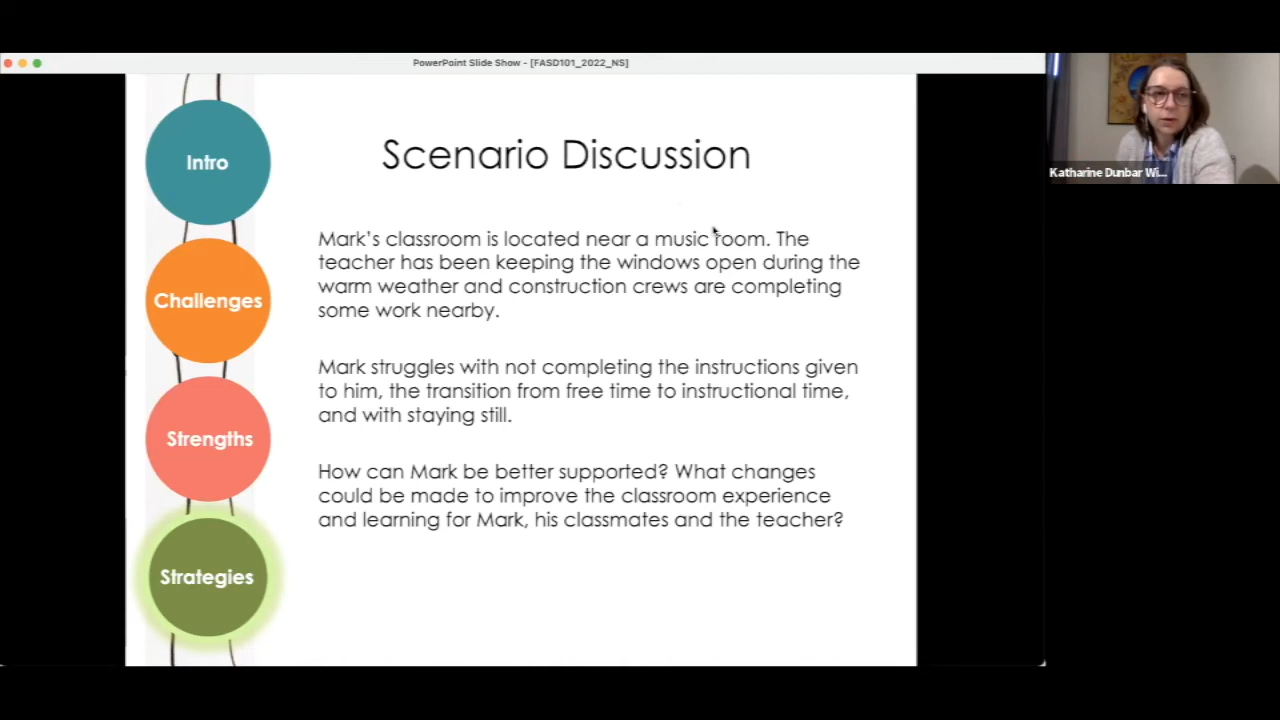 PowerPoint Slide Show - [FASD101_2022_NS]
Intro
Challenges
Strengths
Strategies
Scenario Discussion
Mark's classroom is located near a music room. The
teacher has been keeping the windows open during the
warm weather and construction crews are completing
some work nearby.
Mark struggles with not completing the instructions given
to him, the transition from free time to instructional time,
and with staying still.
How can Mark be better supported? What changes
could be made to improve the classroom experience
and learning for Mark, his classmates and the teacher?
Katharine Dunbar Wi...